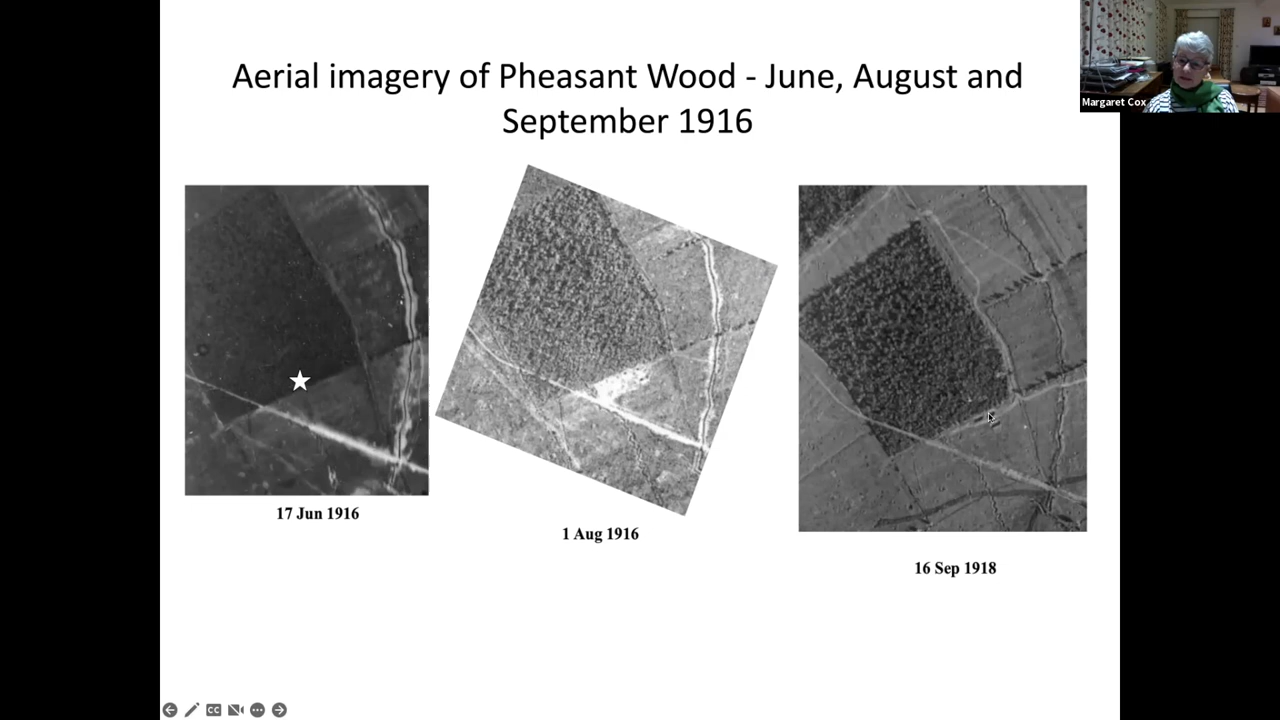 Aerial imagery of Pheasant Wood - June, August and
September 1916
Margaret Cox
17 Jun 1916
1 Aug 1916
16 Sep 1918
CC